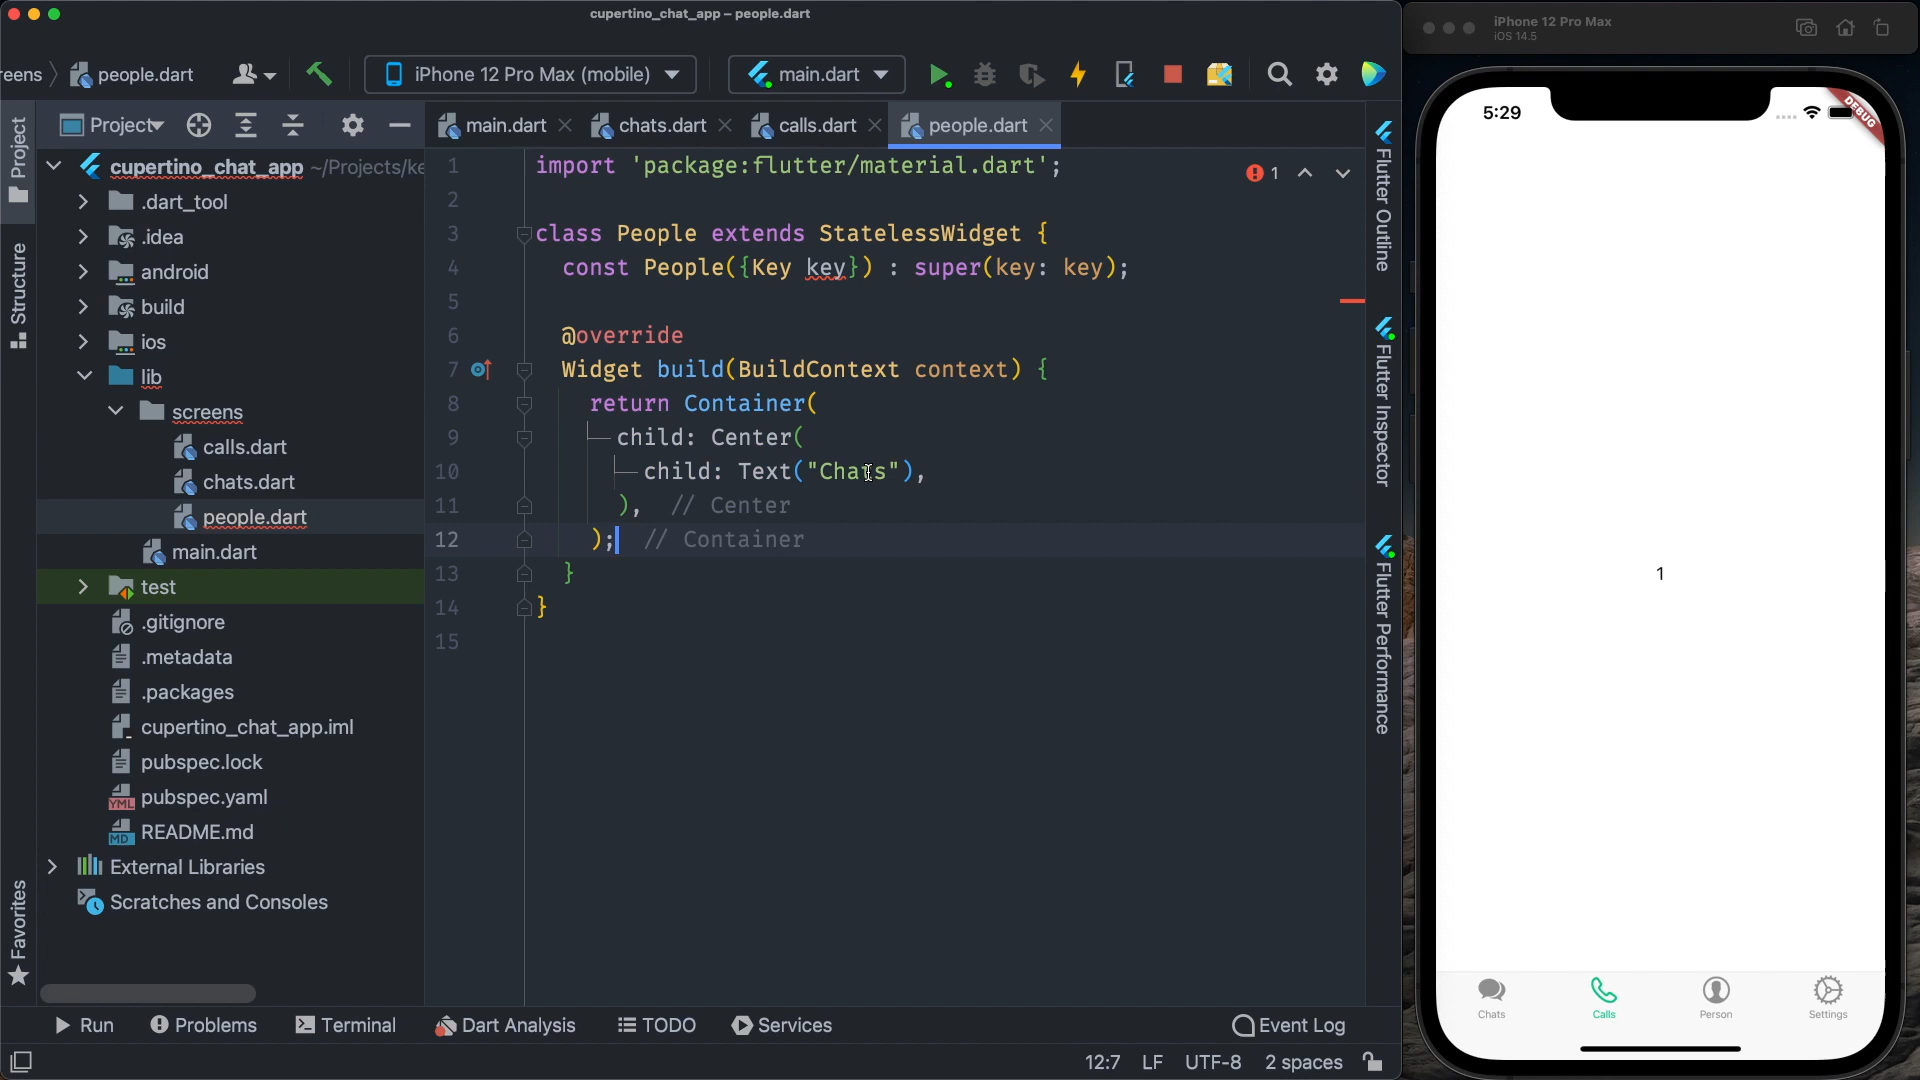 cupertino_chat_app – people.dart
reens
people.dart
iPhone 12 Pro Max (mobile)
main.dart
Project
main.dart
chats.dart
calls.dart
people.dart
Project
Structure
Favorites
cupertino_chat_app ~/Projects/ke
.dart_tool
.idea
android
build
ios
lib
screens
calls.dart
chats.dart
people.dart
main.dart
test
.gitignore
.metadata
.packages
cupertino_chat_app.iml
pubspec.lock
YML pubspec.yaml
MD README.md
External Libraries
Scratches and Consoles
1 import 'package:flutter/material.dart';
2
3 class People extends StatelessWidget {
4 const People({Key key}) : super(key: key);
5
6 @override
7 Widget build(BuildContext context) {
8 return Container(
9 child: Center(
10 child: Text("Chats"),
11 ), // Center
12 ); // Container
13 }
14 }
15
1
Flutter Outline
Flutter Inspector
Flutter Performance
Run
Problems
Terminal
Dart Analysis
TODO
Services
Event Log
12:7 LF UTF-8 2 spaces
iPhone 12 Pro Max
iOS 14.5
5:29
DEBUG
1
Chats
Calls
Person
Settings